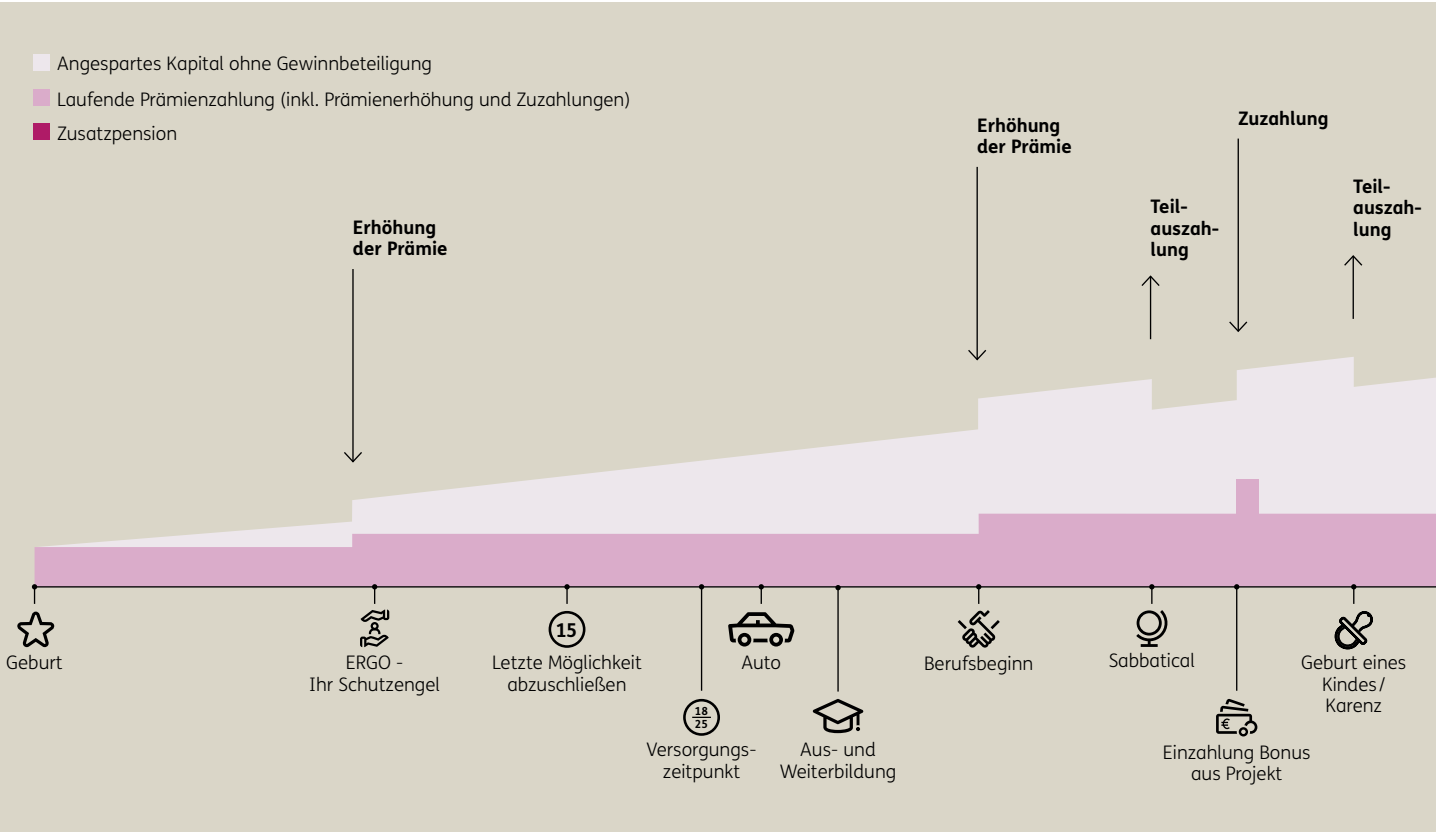 Angespartes Kapital ohne Gewinnbeteiligung
Laufende Prämienzahlung (inkl. Prämienerhöhung und Zuzahlungen)
Zusatzpension
Erhöhung
der Prämie
Erhöhung
der Prämie
Teil-
auszah-
lung
Zuzahlung
Teil-
auszah-
lung
Geburt
ERGO -
Ihr Schutzengel
15
Letzte Möglichkeit
abzuschließen
18
25
Versorgungs-
zeitpunkt
Auto
Aus- und
Weiterbildung
Berufsbeginn
Sabbatical
€
Einzahlung Bonus
aus Projekt
Geburt eines
Kindes/
Karenz